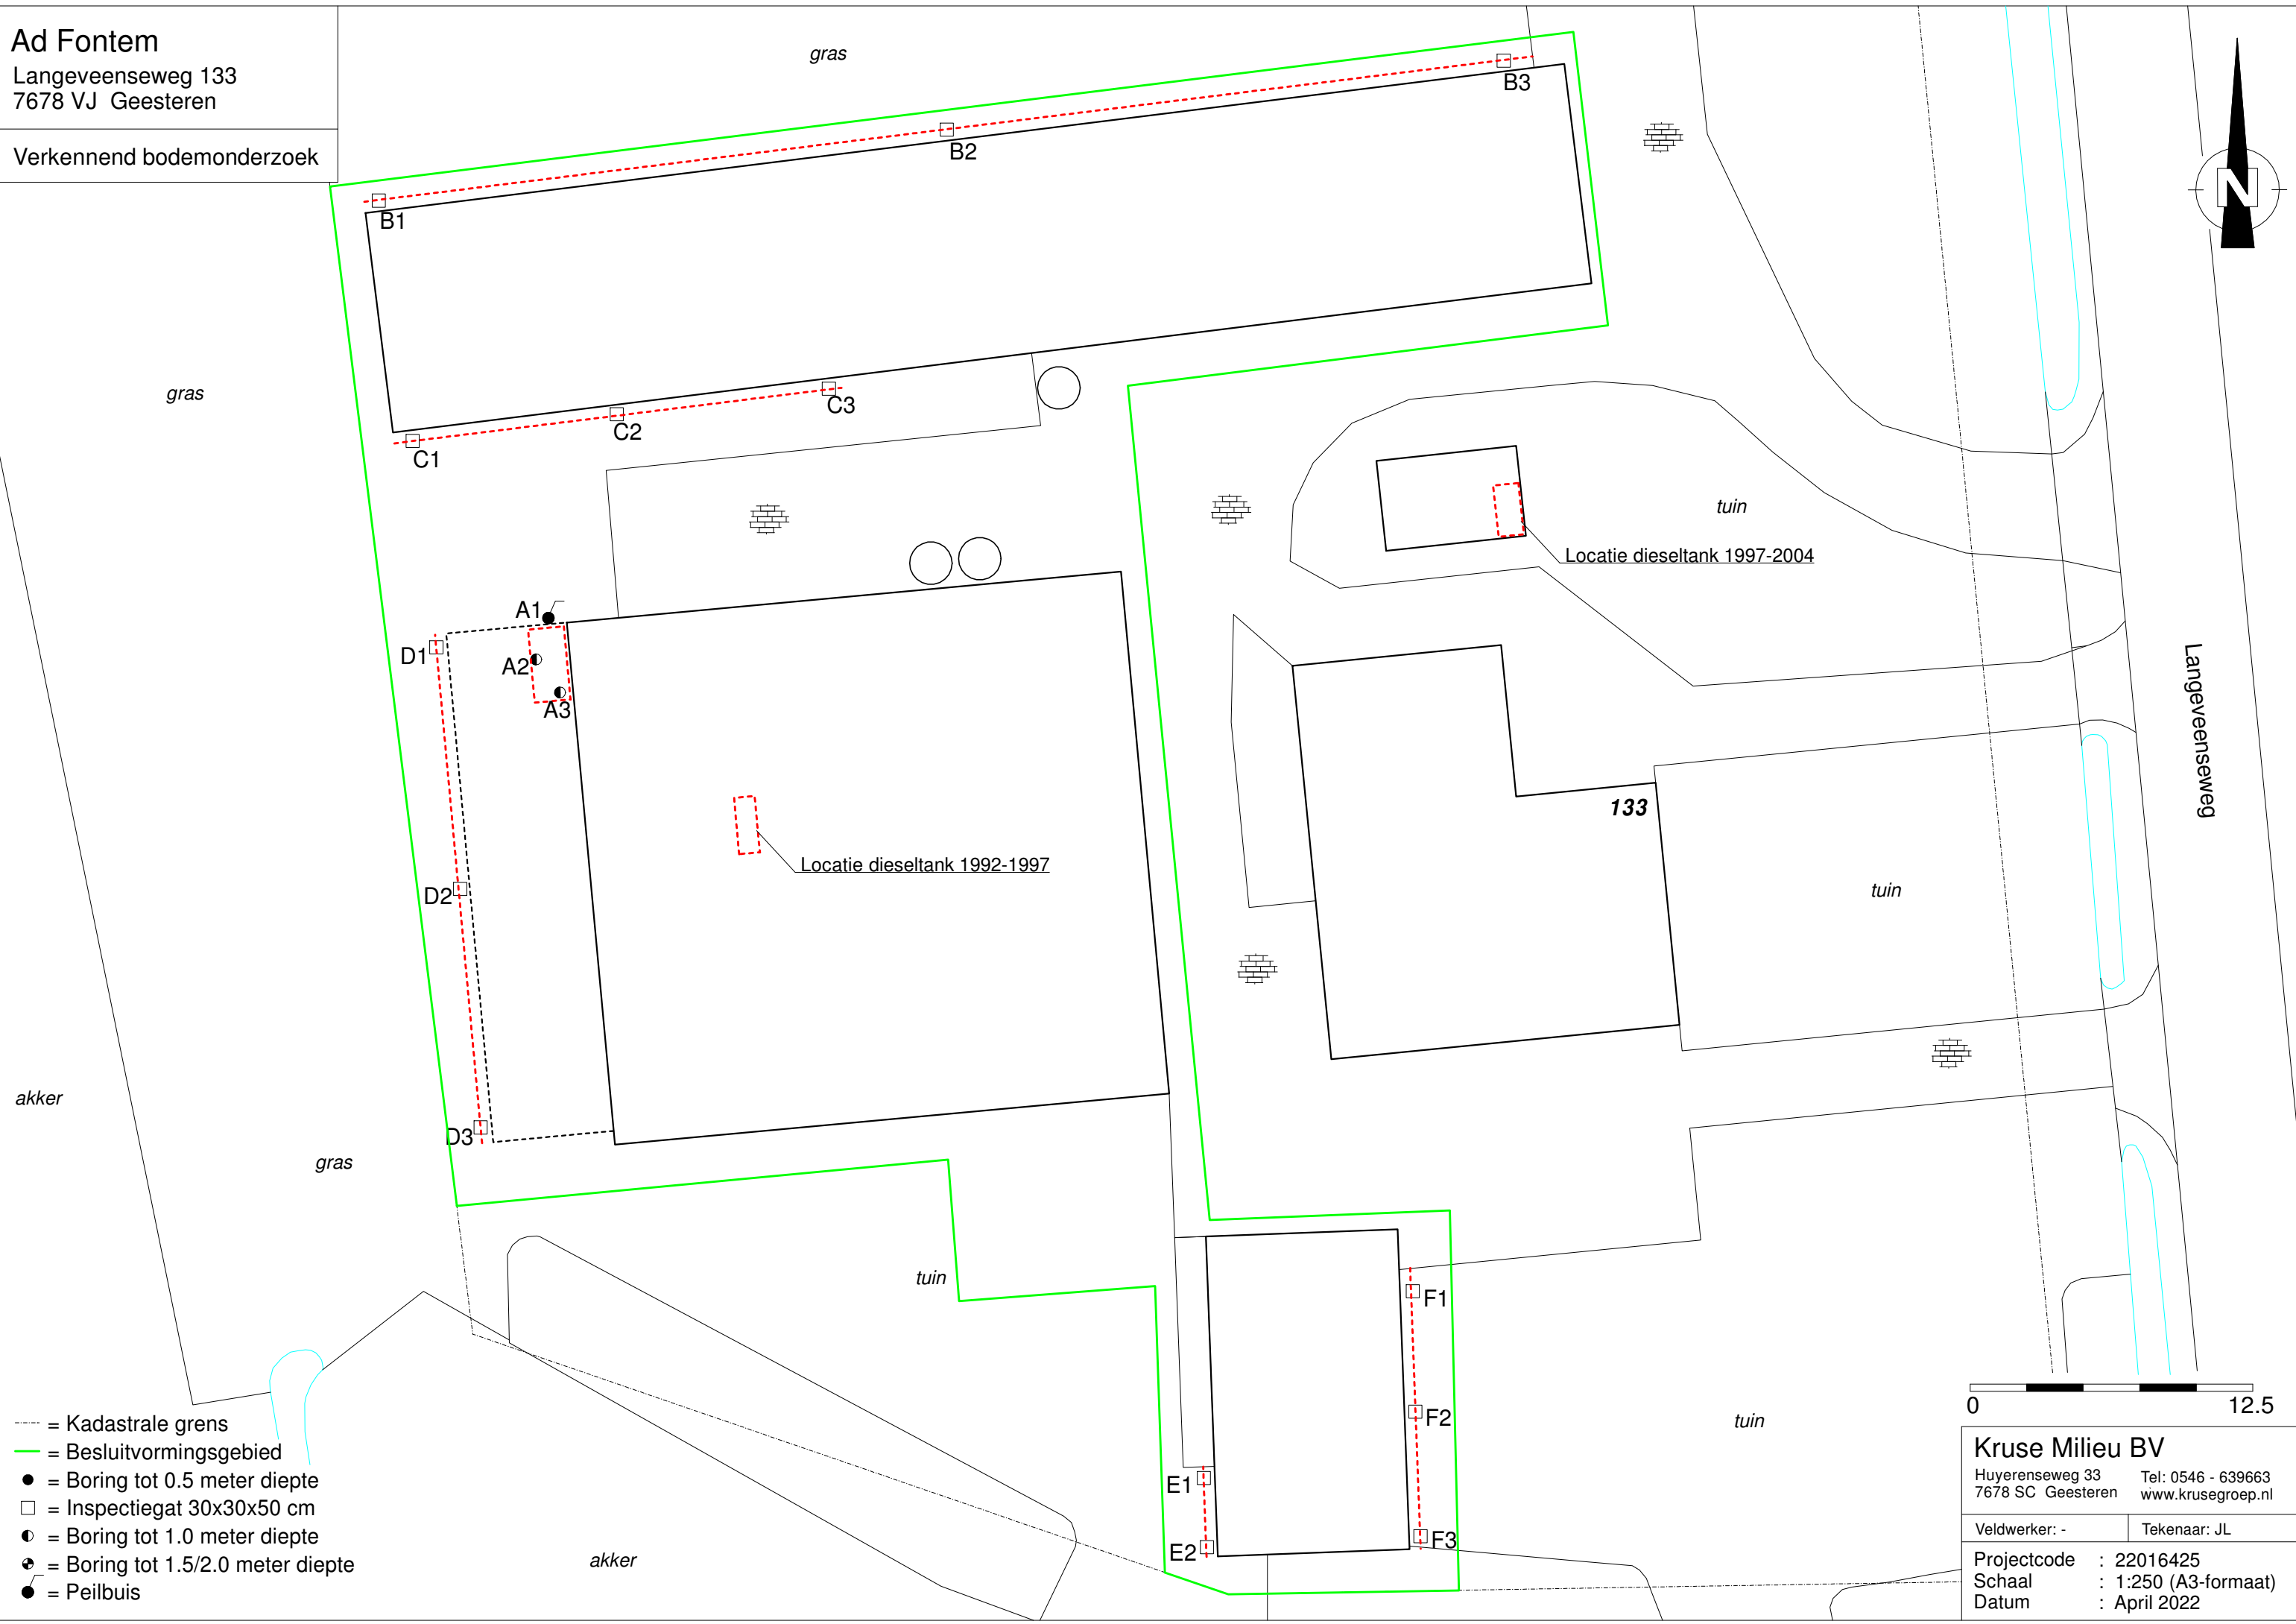 Ad Fontem
Langeveenseweg 133
7678 VJ Geesteren
Verkennend bodemonderzoek
gras
B3
B2
B1
N
gras
C3
C2
C1
tuin
Locatie dieseltank 1997-2004
A1
D1
A2
A3
Langeveenseweg
133
Locatie dieseltank 1992-1997
D2
tuin
akker
D3
gras
tuin
F1
F2
tuin
E1
F3
E2
akker
0 12.5
= Kadastrale grens
= Besluitvormingsgebied
= Boring tot 0.5 meter diepte
= Inspectiegat 30x30x50 cm
= Boring tot 1.0 meter diepte
= Boring tot 1.5/2.0 meter diepte
= Peilbuis
Kruse Milieu BV
Huyerenseweg 33 Tel: 0546 - 639663
7678 SC Geesteren www.krusegroep.nl
Veldwerker: - Tekenaar: JL
Projectcode : 22016425
Schaal : 1:250 (A3-formaat)
Datum : April 2022